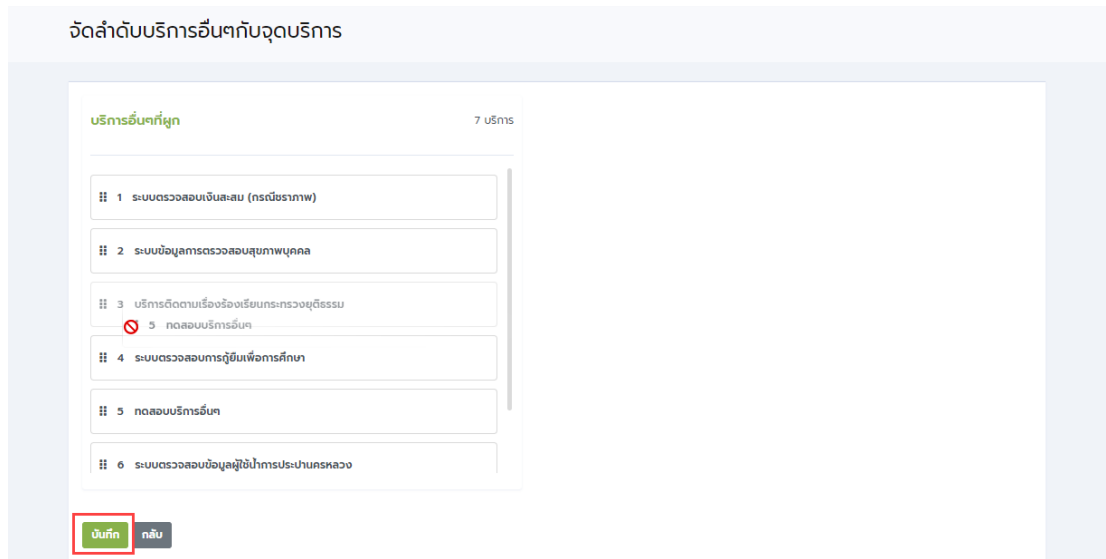 จัดลำดับบริการอื่นๆกับจุดบริการ
บริการอื่นๆที่ผูก 7 บริการ
1 ระบบตรวจสอบเงินสะสม (กรณีชราภาพ)
2 ระบบข้อมูลการตรวจสอบสุขภาพบุคคล
3 บริการติดตามเรื่องร้องเรียนกระทรวงยุติธรรม
5 ทดสอบบริการอื่นๆ
4 ระบบตรวจสอบการกู้ยืมเพื่อการศึกษา
5 ทดสอบบริการอื่นๆ
6 ระบบตรวจสอบข้อมูลผู้ใช้น้ำการประปานครหลวง
บันทึก กลับ